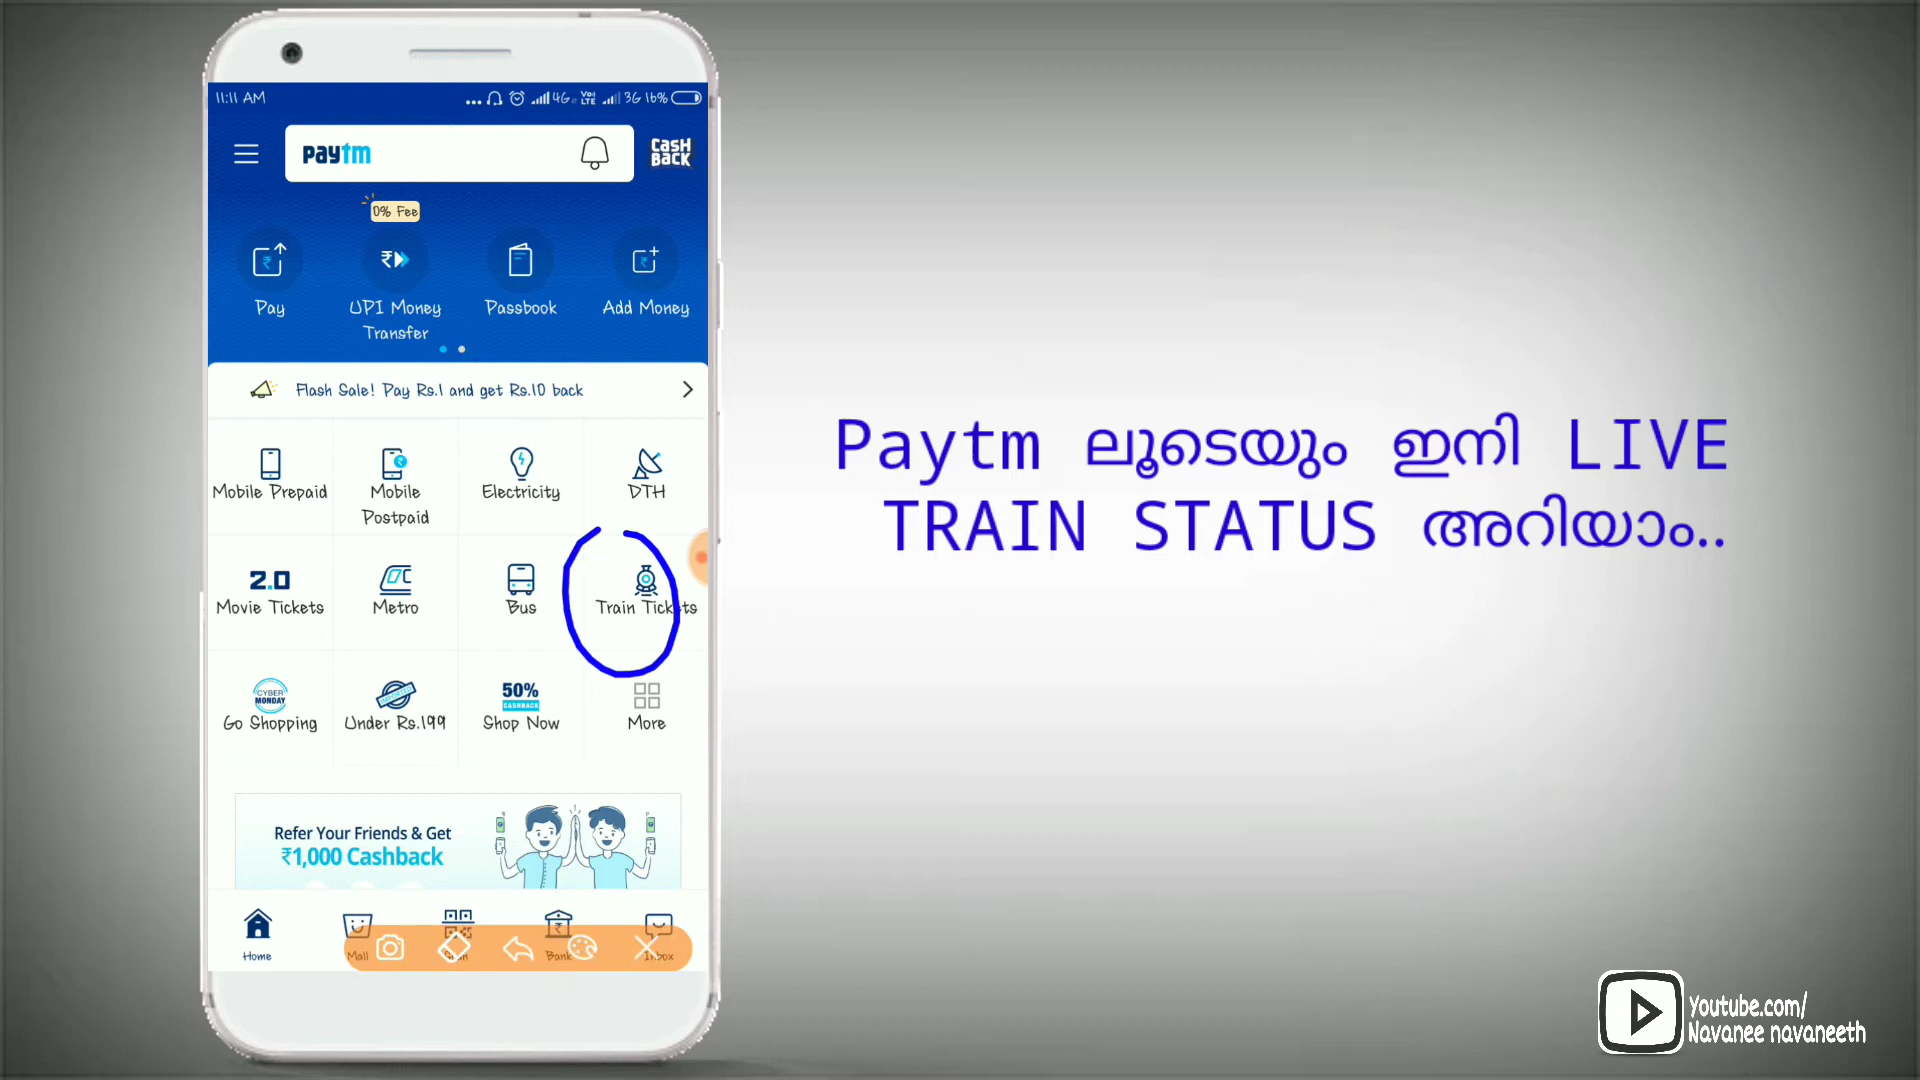 11:11 AM
4G VoLTE 3G 16%
paytm
CASH
BACK
0% Fee
Pay
UPI Money
Transfer
Passbook
Add Money
Flash Sale! Pay Rs.1 and get Rs.10 back
Mobile Prepaid
Mobile
Postpaid
Electricity
DTH
2.0
Movie Tickets
Metro
Bus
Train Tickets
CYBER
MONDAY
Go Shopping
IMPORTED
Under Rs.199
50%
CASHBACK
Shop Now
More
Refer Your Friends & Get
₹1,000 Cashback
Home
Mall
Bank
Inbox
Paytm ലൂടെയും ഇനി LIVE
TRAIN STATUS അറിയാം..
Youtube.com/
Navanee navaneeth